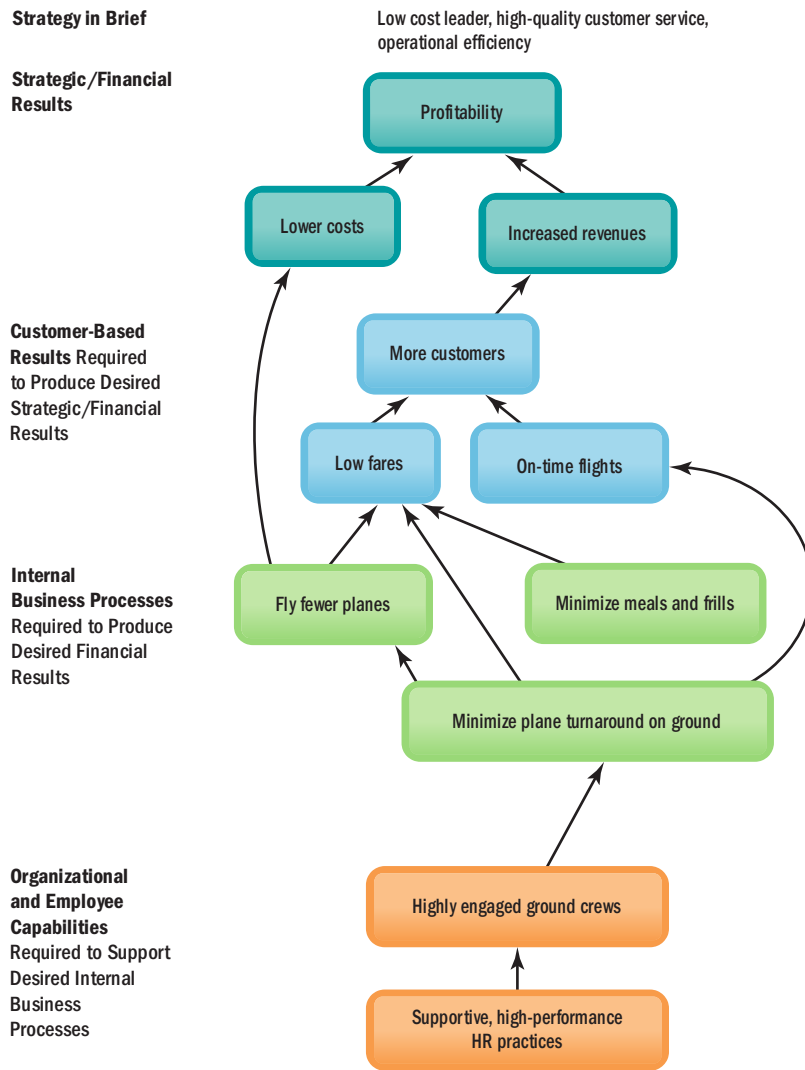 Strategy in Brief
Low cost leader, high-quality customer service,
operational efficiency
Strategic/Financial
Results
Profitability
Lower costs
Increased revenues
Customer-Based
Results Required
to Produce Desired
Strategic/Financial
Results
More customers
Low fares
On-time flights
Internal
Business Processes
Required to Produce
Desired Financial
Results
Fly fewer planes
Minimize meals and frills
Minimize plane turnaround on ground
Organizational
and Employee
Capabilities
Required to Support
Desired Internal
Business
Processes
Highly engaged ground crews
Supportive, high-performance
HR practices